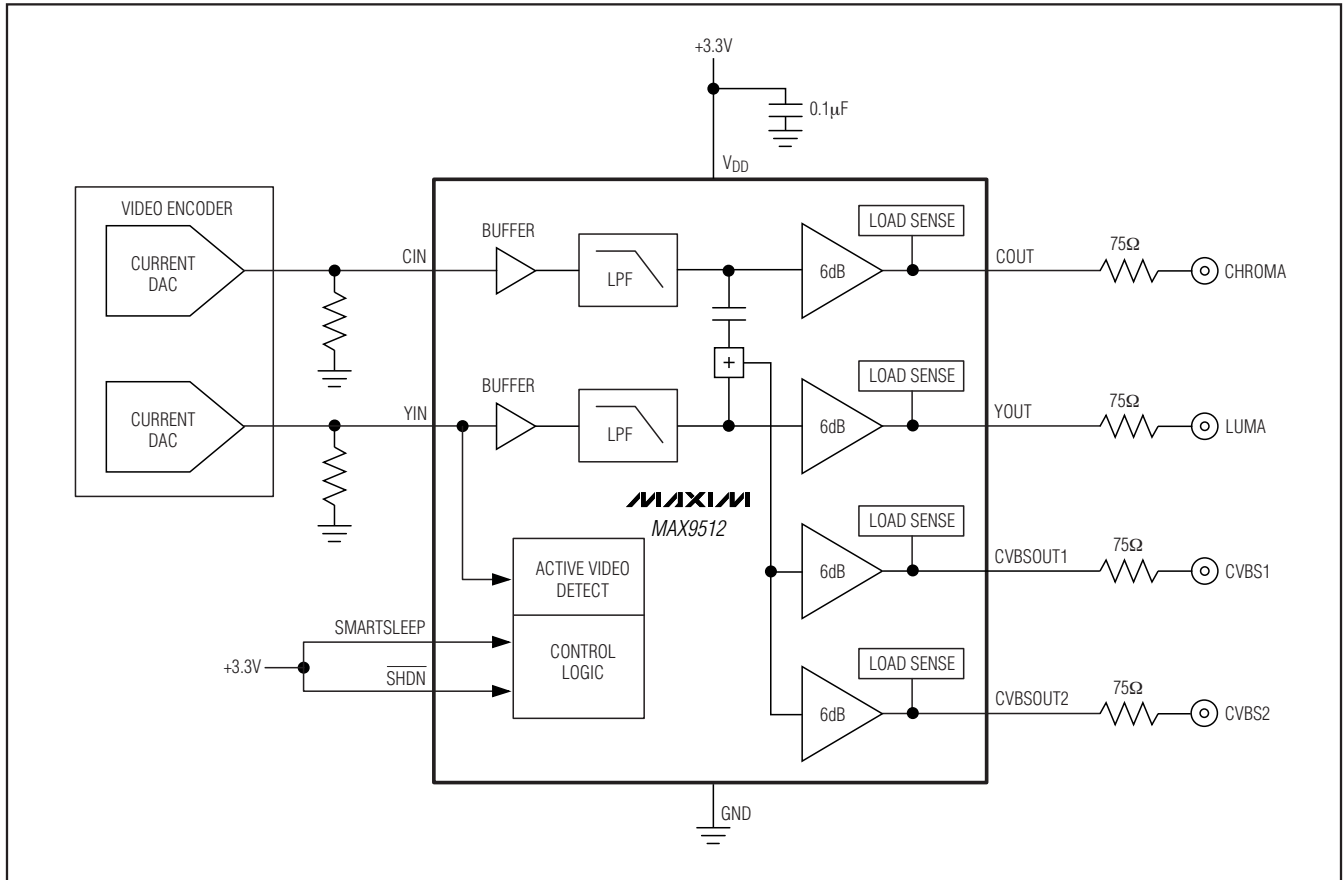 +3.3V
0.1µF
VDD
VIDEO ENCODER
CURRENT
DAC
CIN
BUFFER
LPF
6dB
LOAD SENSE
COUT
75Ω
CHROMA
+
CURRENT
DAC
YIN
BUFFER
LPF
6dB
LOAD SENSE
YOUT
75Ω
LUMA
MAXIM
MAX9512
ACTIVE VIDEO
DETECT
CONTROL
LOGIC
SMARTSLEEP
+3.3V
SHDN
6dB
LOAD SENSE
CVBSOUT1
75Ω
CVBS1
6dB
LOAD SENSE
CVBSOUT2
75Ω
CVBS2
GND